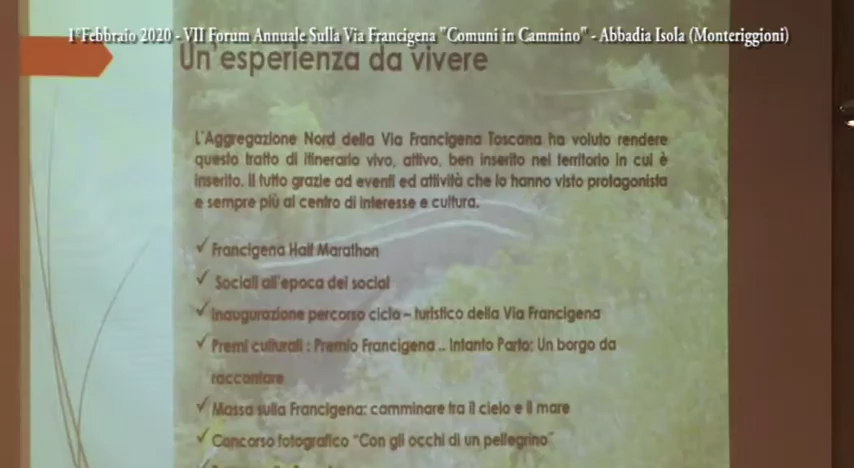 1° Febbraio 2020 - VII Forum Annuale Sulla Via Francigena "Comuni in Cammino" - Abbadia Isola (Monteriggioni)
Un'esperienza da vivere
L'Aggregazione Nord della Via Francigena Toscana ha voluto rendere
questo tratto di itinerario vivo, attivo, ben inserito nel territorio in cui è
inserito. Il tutto grazie ad eventi ed attività che lo hanno visto protagonista
e sempre più al centro di interesse e cultura.
✓ Francigena Half Marathon
✓ Sociali all'epoca dei social
✓ Inaugurazione percorso ciclo – turistico della Via Francigena
✓ Premi culturali : Premio Francigena .. Intanto Parto: Un borgo da
raccontare
✓ Massa sulla Francigena: camminare tra il cielo e il mare
✓ Concorso fotografico "Con gli occhi di un pellegrino"